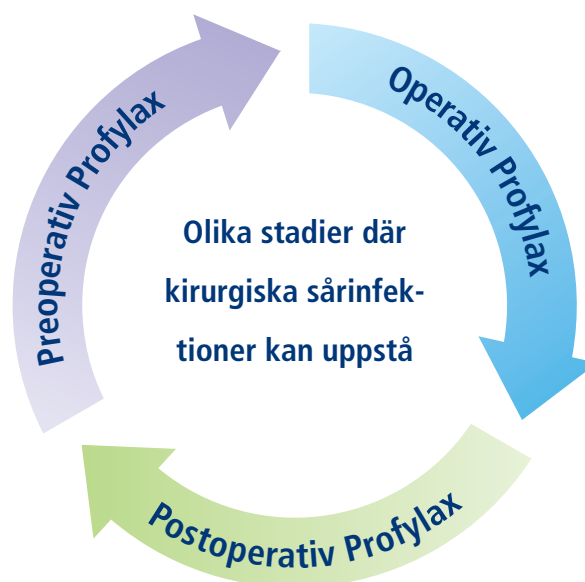 Preoperativ Profylax
Operativ Profylax
Olika stadier där
kirurgiska sårinfek-
tioner kan uppstå
Postoperativ Profylax